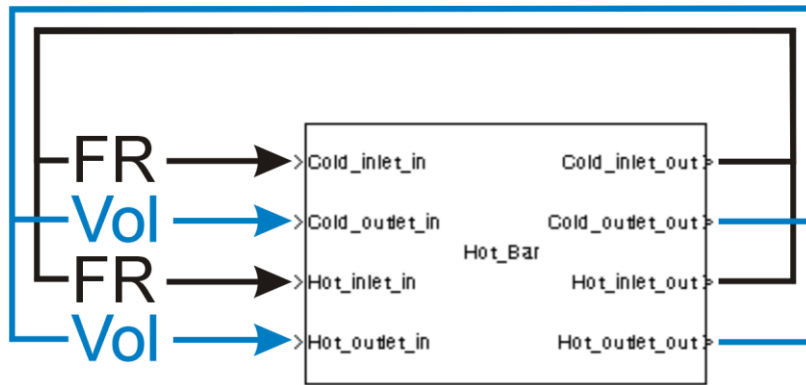 FR Cold_inlet_in Cold_inlet_out
Vol Cold_outlet_in Cold_outlet_out
Hot_Bar
FR Hot_inlet_in Hot_inlet_out
Vol Hot_outlet_in Hot_outlet_out